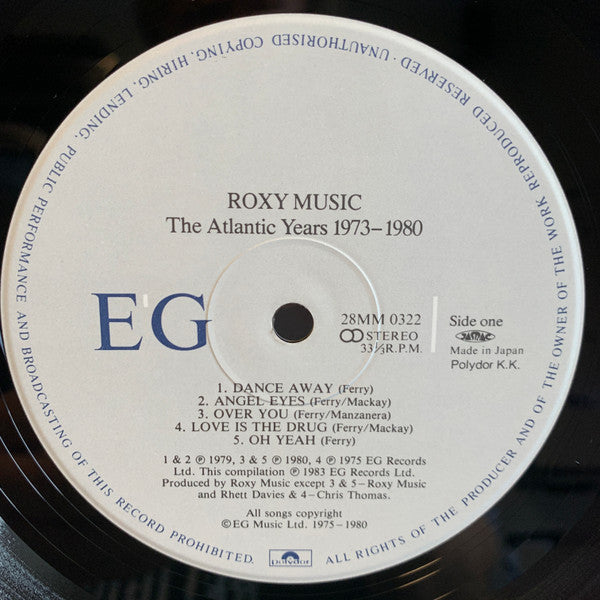 ROXY MUSIC
The Atlantic Years 1973–1980
E'G
28MM 0322
STEREO
33⅓R.P.M.
Side one
JASRAC
Made in Japan
Polydor K.K.
1. DANCE AWAY (Ferry)
2. ANGEL EYES (Ferry/Mackay)
3. OVER YOU (Ferry/Manzanera)
4. LOVE IS THE DRUG (Ferry/Mackay)
5. OH YEAH (Ferry)
1 & 2 ℗ 1979, 3 & 5 ℗ 1980, 4 ℗ 1975 EG Records
Ltd. This compilation ℗ 1983 EG Records Ltd.
Produced by Roxy Music except 3 & 5–Roxy Music
and Rhett Davies & 4–Chris Thomas.
All songs copyright
©EG Music Ltd. 1975–1980
polydor
ALL RIGHTS OF THE PRODUCER AND OF THE OWNER OF THE WORK REPRODUCED RESERVED · UNAUTHORISED COPYING, HIRING, LENDING, PUBLIC PERFORMANCE AND BROADCASTING OF THIS RECORD PROHIBITED.